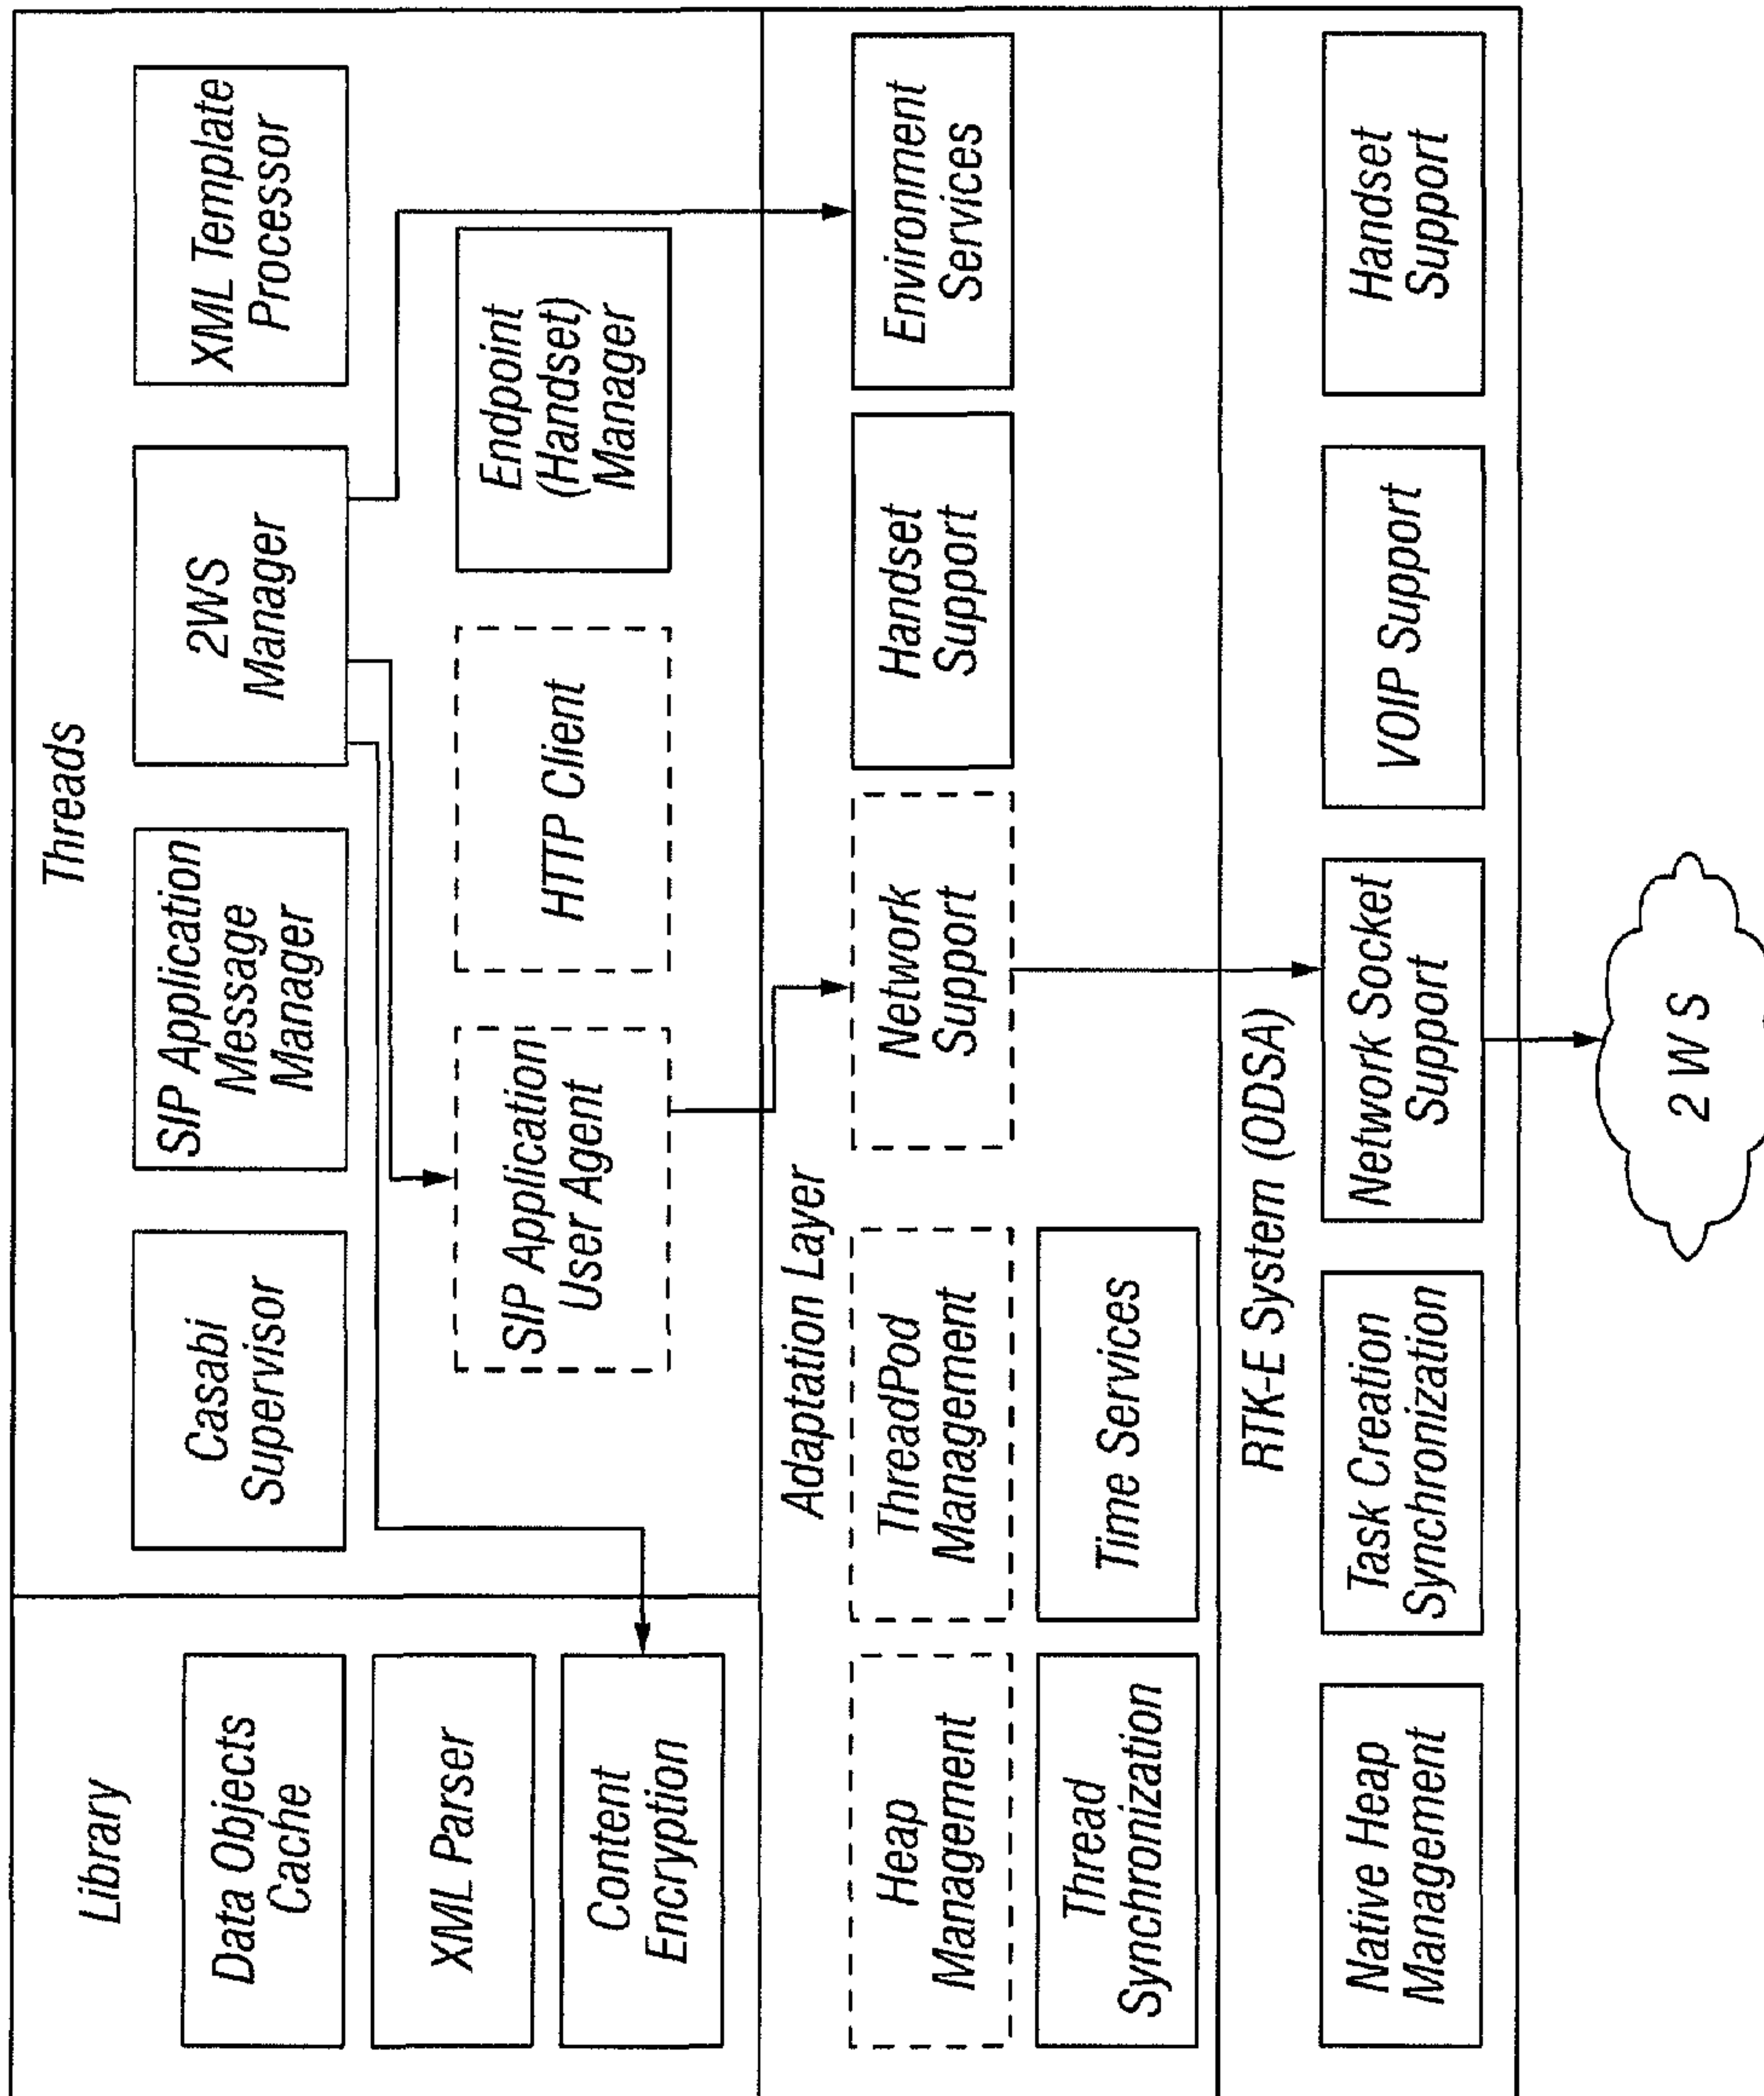 Library
Data Objects
Cache
XML Parser
Content
Encryption
Threads
Casabi
Supervisor
SIP Application
Message
Manager
2WS
Manager
XML Template
Processor
SIP Application
User Agent
HTTP Client
Endpoint
(Handset)
Manager
Adaptation Layer
Heap
Management
ThreadPod
Management
Network
Support
Handset
Support
Environment
Services
Thread
Synchronization
Time Services
RTK-E System (ODSA)
Native Heap
Management
Task Creation
Synchronization
Network Socket
Support
VOIP Support
Handset
Support
2 W S